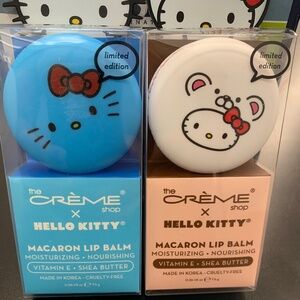 limited
edition
the
CRÈME®
shop
×
HELLO KITTY®
MACARON LIP BALM
MOISTURIZING • NOURISHING
VITAMIN E • SHEA BUTTER
MADE IN KOREA • CRUELTY-FREE
limited
edition
the
CRÈME®
shop
×
HELLO KITTY®
MACARON LIP BALM
MOISTURIZING • NOURISHING
VITAMIN E • SHEA BUTTER
MADE IN KOREA • CRUELTY-FREE